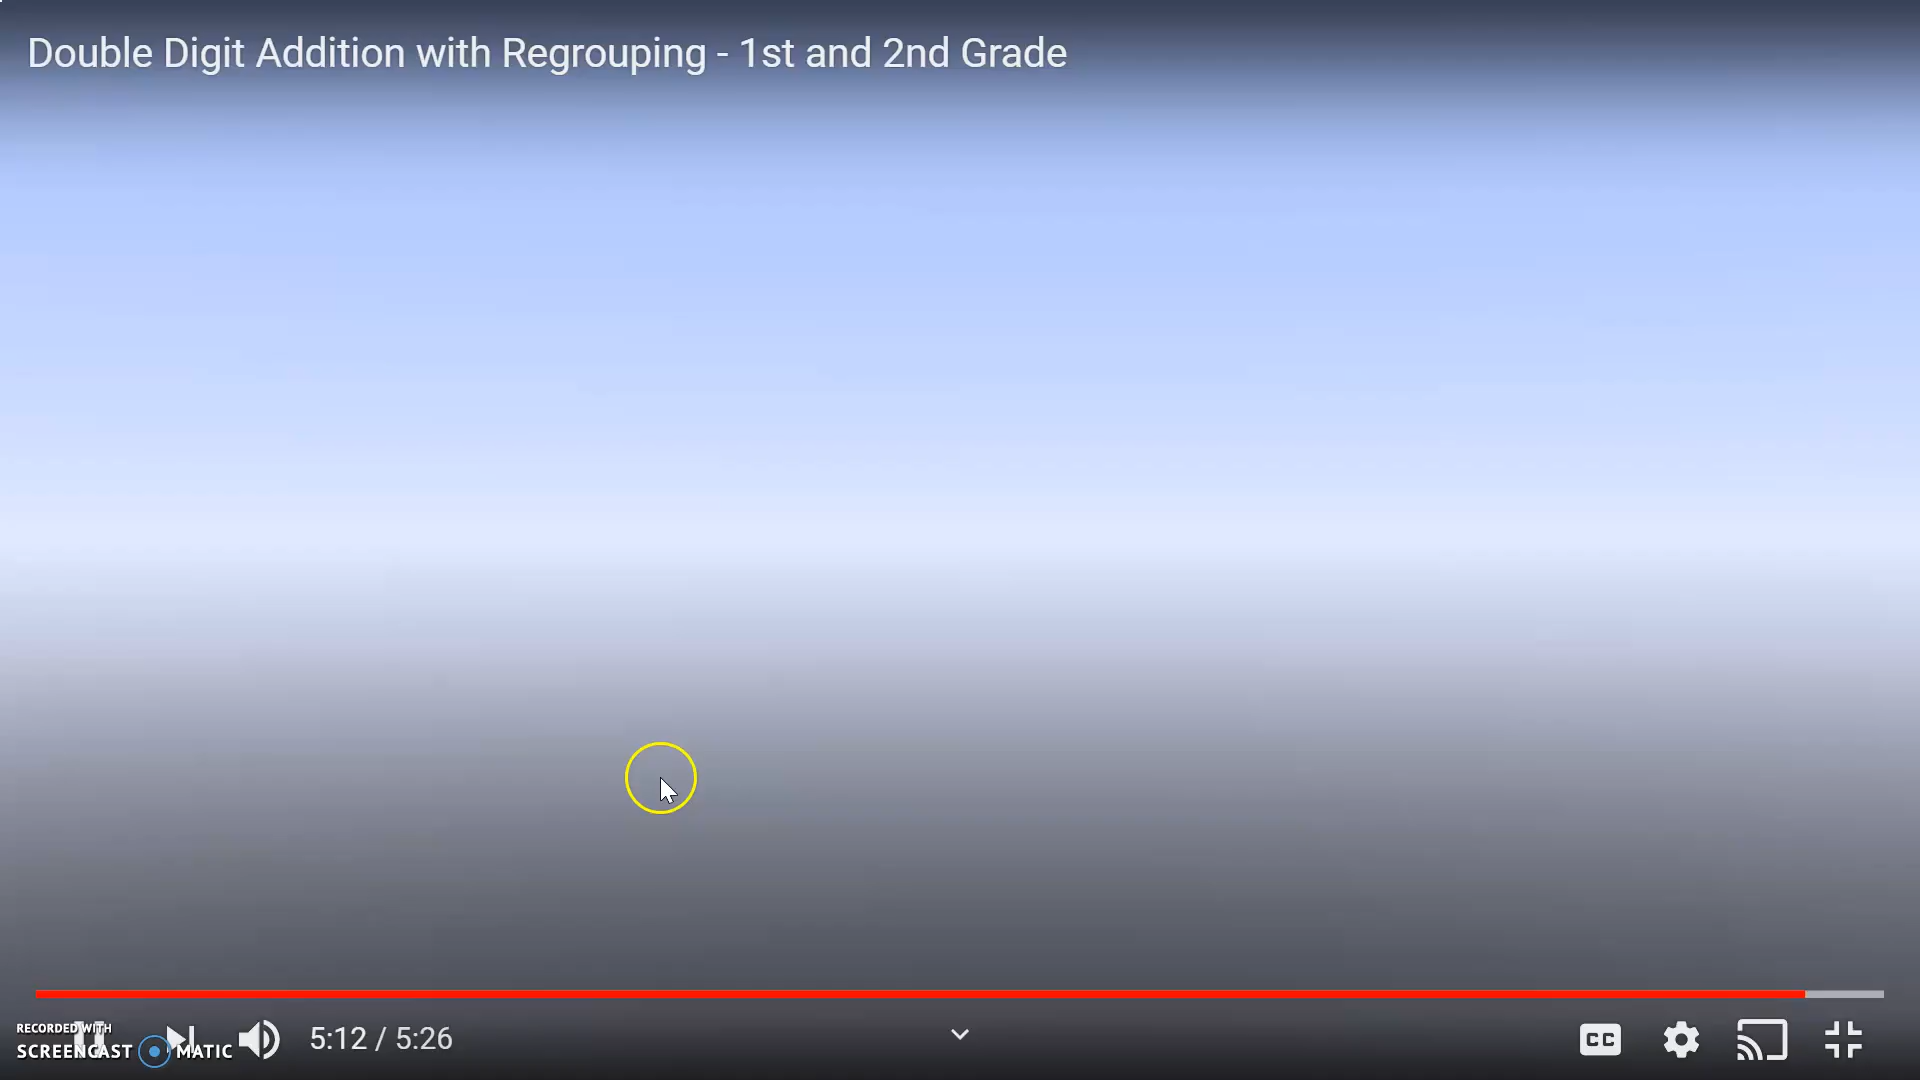 Double Digit Addition with Regrouping - 1st and 2nd Grade
RECORDED WITH
SCREENCAST MATIC
5:12 / 5:26
CC